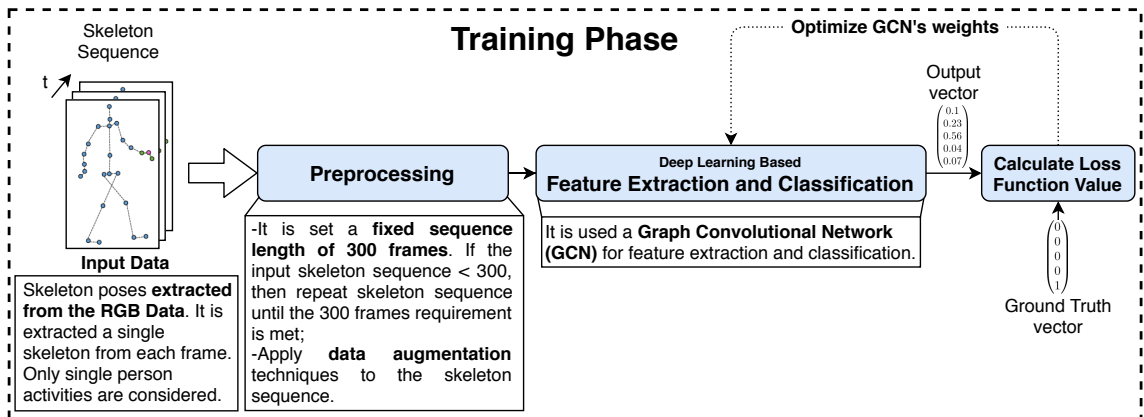 Training Phase
Skeleton
Sequence
t
Input Data
Skeleton poses extracted
from the RGB Data. It is
extracted a single
skeleton from each frame.
Only single person
activities are considered.
Preprocessing
-It is set a fixed sequence
length of 300 frames. If the
input skeleton sequence < 300,
then repeat skeleton sequence
until the 300 frames requirement
is met;
-Apply data augmentation
techniques to the skeleton
sequence.
Deep Learning Based
Feature Extraction and Classification
It is used a Graph Convolutional Network
(GCN) for feature extraction and classification.
Optimize GCN's weights
Output
vector
0.1
0.23
0.56
0.04
0.07
Calculate Loss
Function Value
0
0
0
0
1
Ground Truth
vector